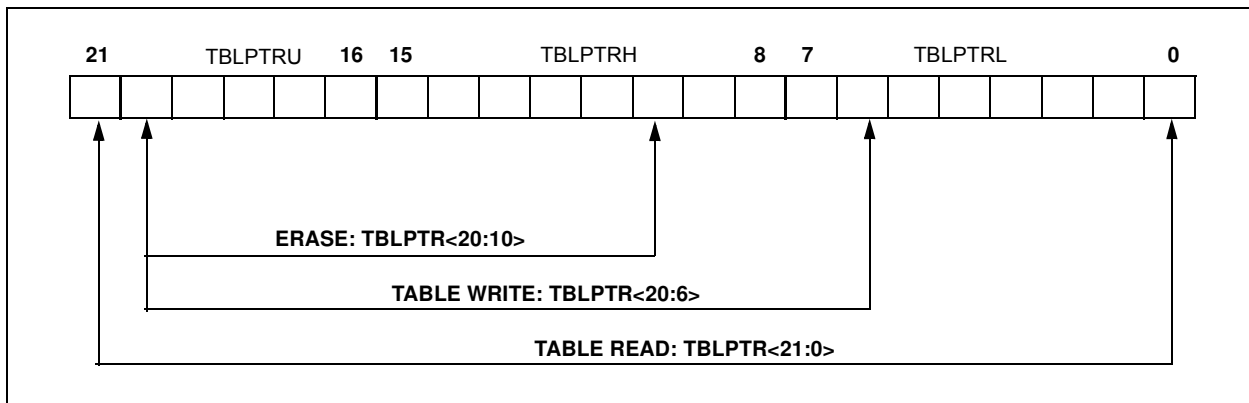 21 TBLPTRU 16 15 TBLPTRH 8 7 TBLPTRL 0
ERASE: TBLPTR<20:10>
TABLE WRITE: TBLPTR<20:6>
TABLE READ: TBLPTR<21:0>